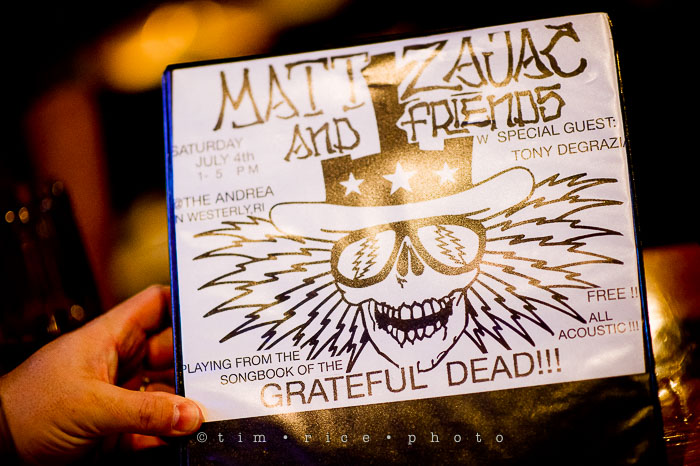 MATT ZAJAC
AND FRIENDS
SATURDAY
JULY 4th
1- 5 PM
@THE ANDREA
IN WESTERLY,RI
W SPECIAL GUEST:
TONY DEGRAZI
FREE !!
ALL
ACOUSTIC !!!
PLAYING FROM THE
SONGBOOK OF THE
GRATEFUL DEAD!!!
© tim • rice • photo